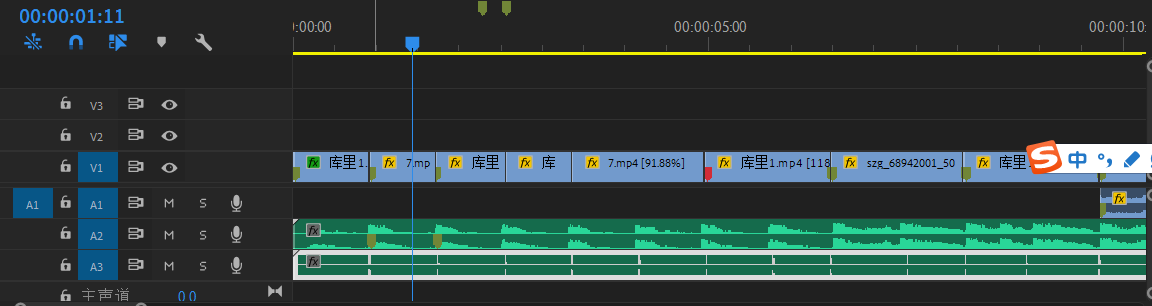 00:00:01:11
:00:00
00:00:05:00
00:00:10:
V3
V2
V1
fx 库里1.
fx 7.mp
fx 库里
fx 库
fx 7.mp4 [91.88%]
fx 库里1.mp4 [118
fx szg_68942001_50
fx 库里
S 中 °,
A1
A1
M
S
fx
A2
M
S
fx
A3
M
S
fx
主声道
0.0